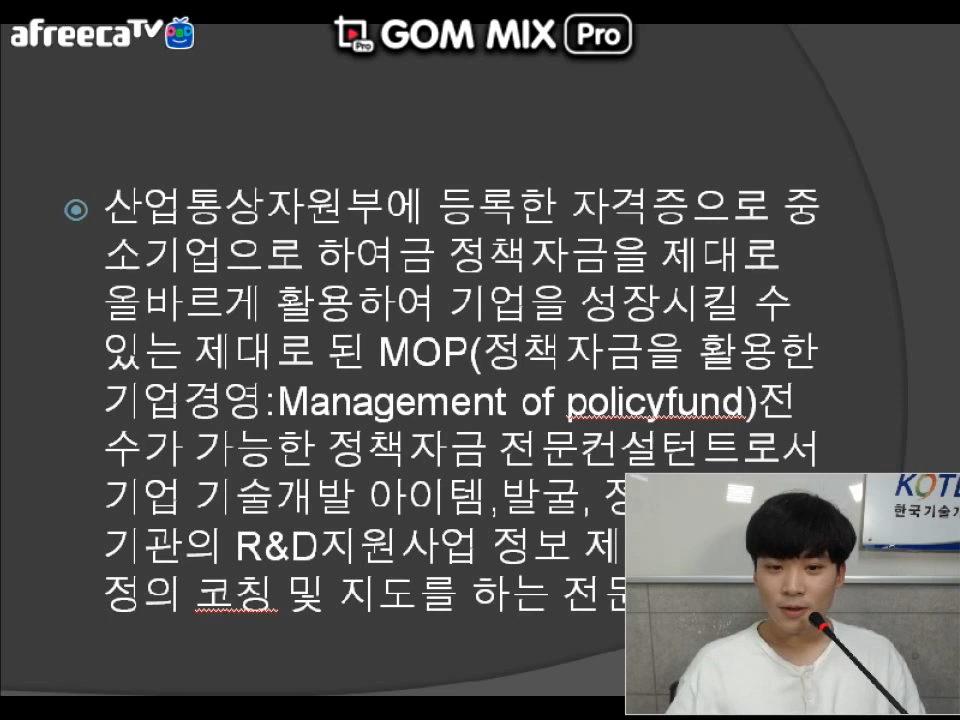 afreecaTV
GOM MIX Pro
산업통상자원부에 등록한 자격증으로 중
소기업으로 하여금 정책자금을 제대로
올바르게 활용하여 기업을 성장시킬 수
있는 제대로 된 MOP(정책자금을 활용한
기업경영:Management of policyfund)전
수가 가능한 정책자금 전문컨설턴트로서
기업 기술개발 아이템,발굴,
기관의 R&D지원사업 정보 제
정의 코칭 및 지도를 하는
한국기술